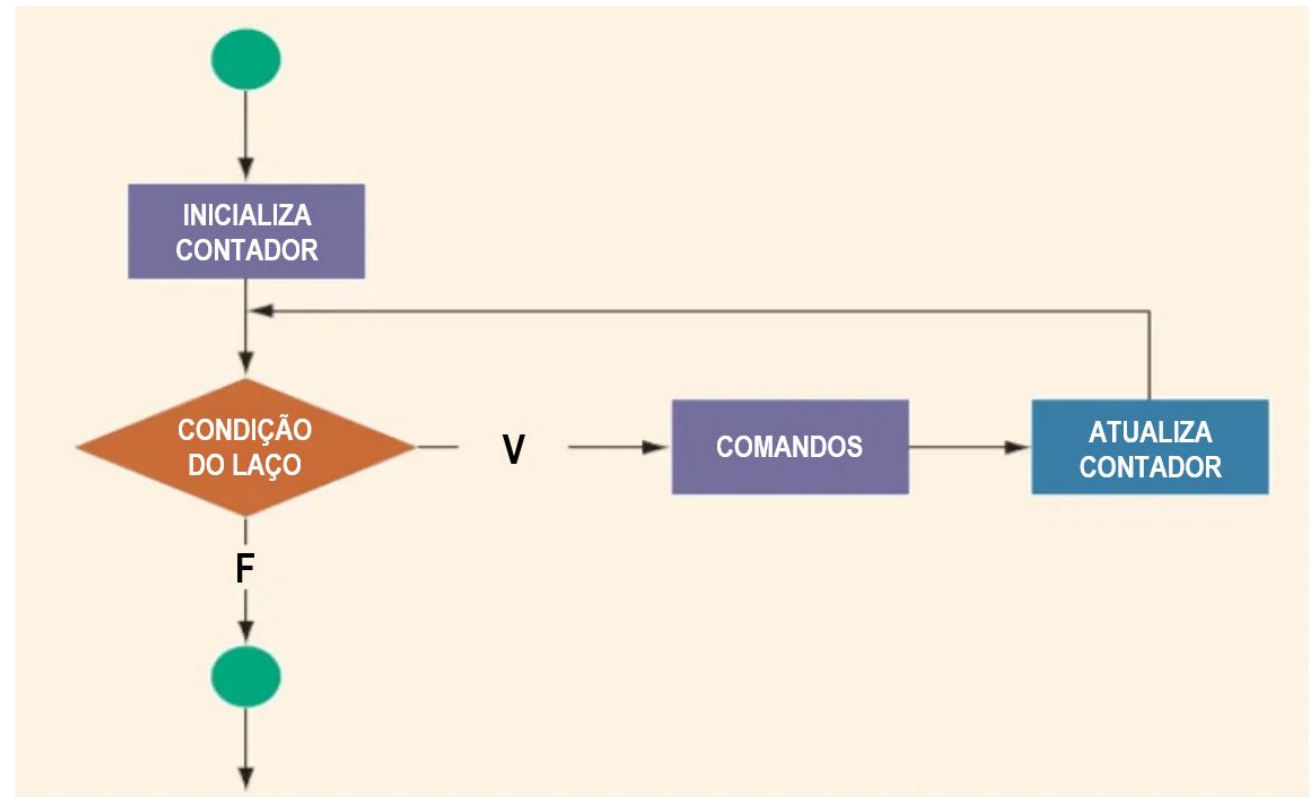 INICIALIZA
CONTADOR
CONDIÇÃO
DO LAÇO
V
COMANDOS
ATUALIZA
CONTADOR
F